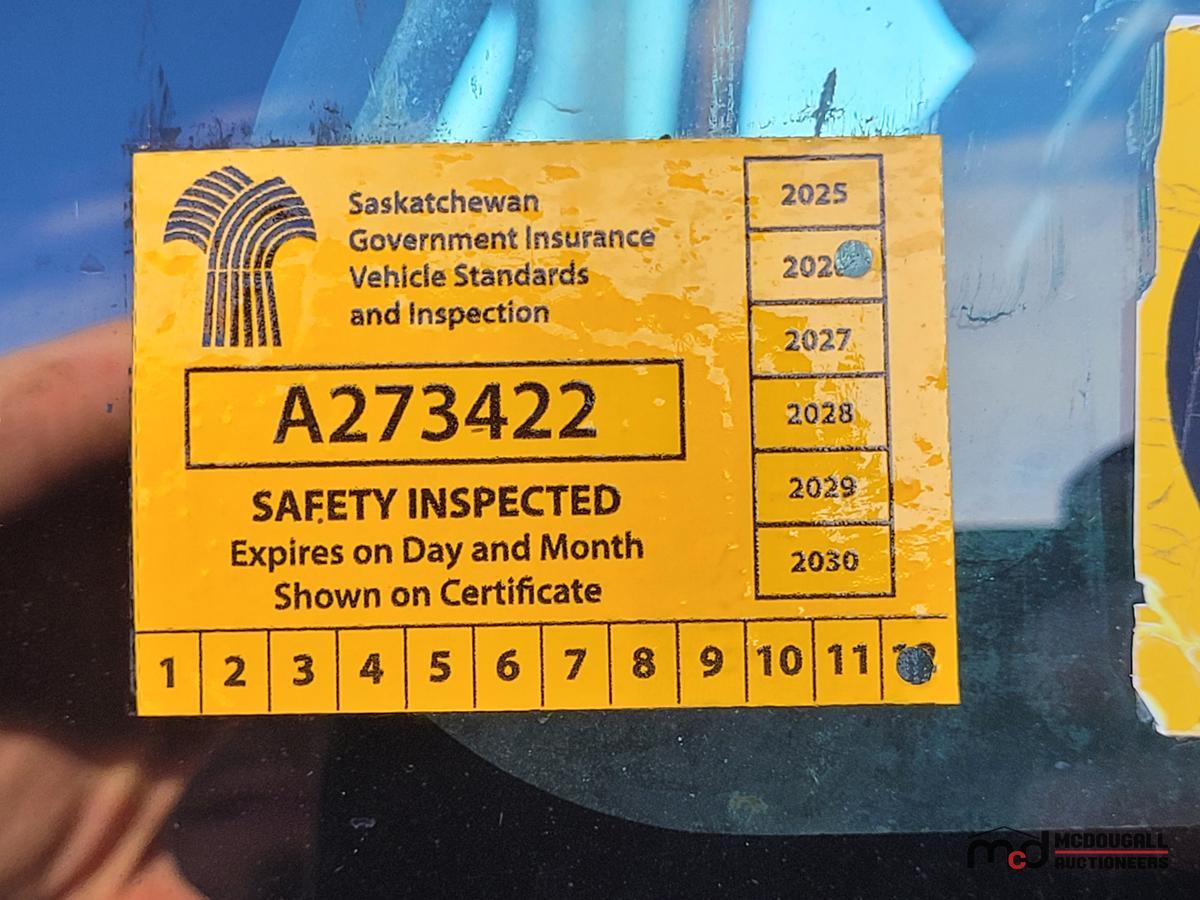 Saskatchewan
Government Insurance
Vehicle Standards
and Inspection
A273422
SAFETY INSPECTED
Expires on Day and Month
Shown on Certificate
2025
2027
2028
2029
2030
1 2 3 4 5 6 7 8 9 10 11
mcd MCDOUGALL
AUCTIONEERS